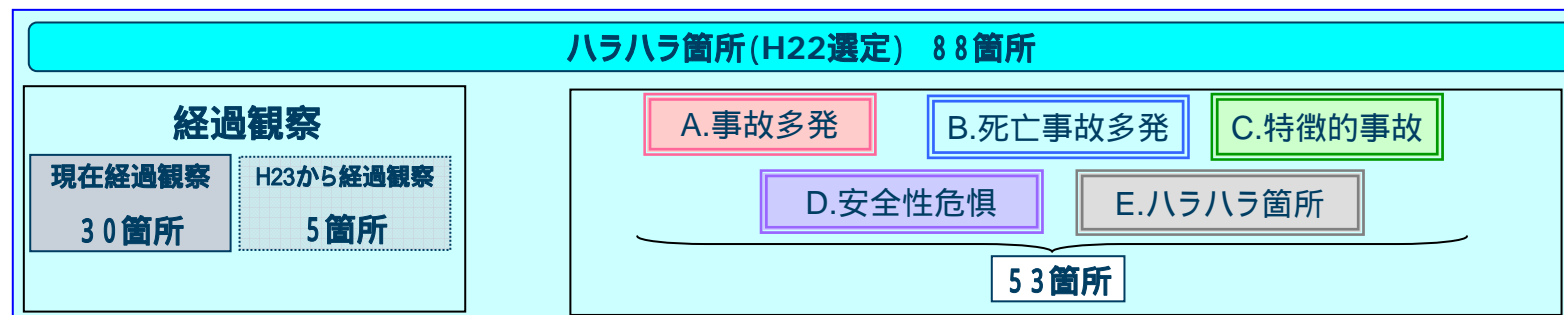 ハラハラ箇所(H22選定)　８８箇所
経過観察
現在経過観察
３０箇所
H23から経過観察
５箇所
A.事故多発
B.死亡事故多発
C.特徴的事故
D.安全性危惧
E.ハラハラ箇所
５３箇所